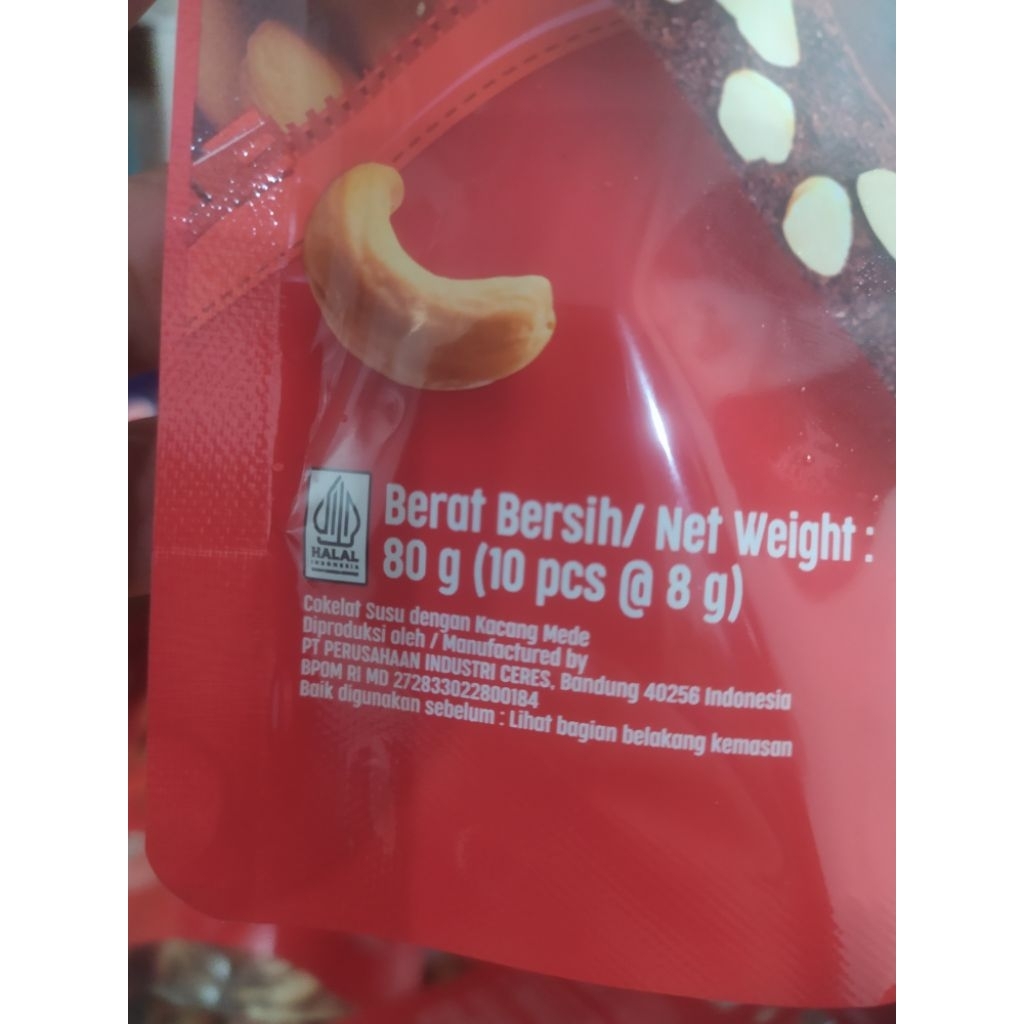 HALAL
INDONESIA
Berat Bersih/ Net Weight :
80 g (10 pcs @ 8 g)
Cokelat Susu dengan Kacang Mede
Diproduksi oleh / Manufactured by
PT PERUSAHAAN INDUSTRI CERES, Bandung 40256 Indonesia
BPOM RI MD 272833022800184
Baik digunakan sebelum : Lihat bagian belakang kemasan